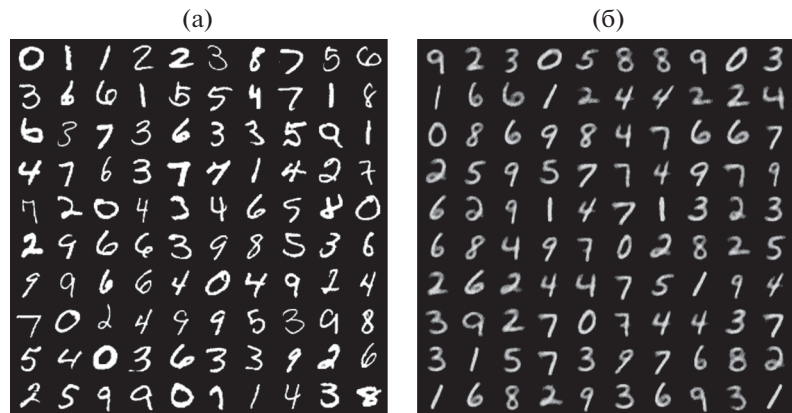 (а) (б)
0 1 1 2 2 3 8 7 5 6
3 6 6 1 5 5 4 7 1 8
6 3 7 3 6 3 3 5 9 1
4 7 6 3 7 7 1 4 2 7
7 2 0 4 3 4 6 5 8 0
2 9 6 6 3 9 8 5 3 6
9 9 6 6 4 0 4 9 2 4
7 0 2 4 9 9 5 3 9 8
5 4 0 3 6 3 3 9 2 6
2 5 9 9 0 7 1 4 3 8
9 2 3 0 5 8 8 9 0 3
1 6 6 1 2 4 4 2 2 4
0 8 6 9 8 4 7 6 6 7
2 5 9 5 7 7 4 9 7 9
6 2 9 1 4 7 1 3 2 3
6 8 4 9 7 0 2 8 2 5
2 6 2 4 4 7 5 1 9 4
3 9 2 7 0 7 4 4 3 7
3 1 5 7 3 9 7 6 8 2
1 6 8 2 9 3 6 9 3 1